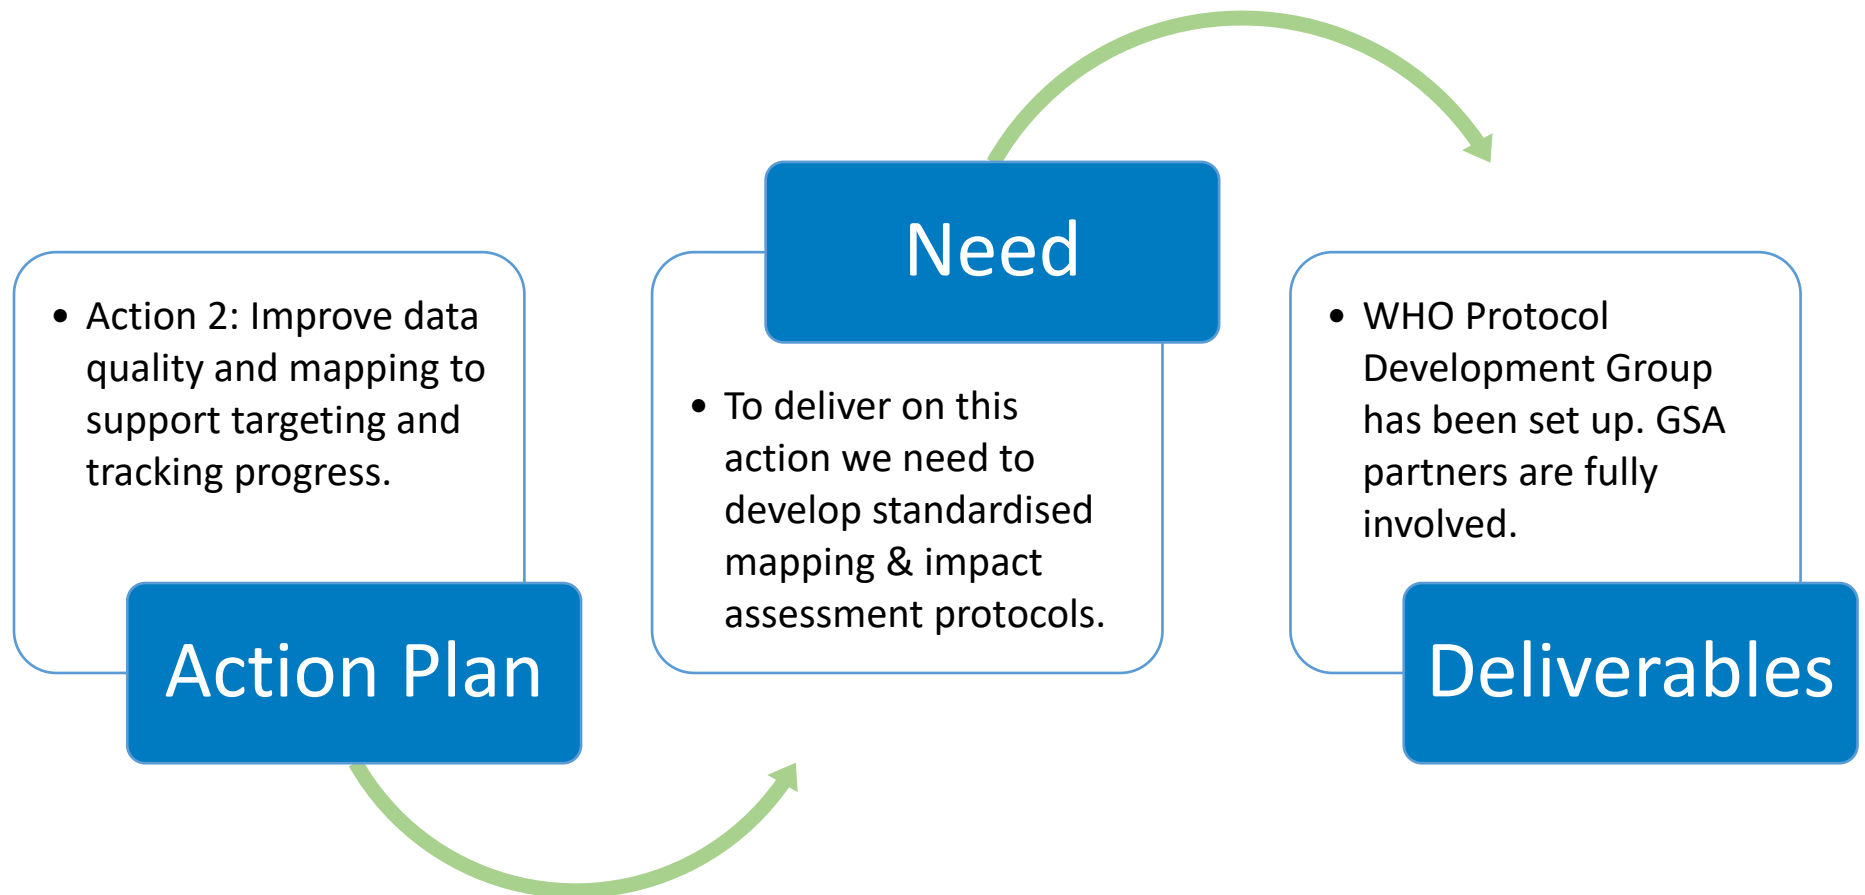 • Action 2: Improve data
quality and mapping to
support targeting and
tracking progress.
Action Plan
Need
• To deliver on this
action we need to
develop standardised
mapping & impact
assessment protocols.
• WHO Protocol
Development Group
has been set up. GSA
partners are fully
involved.
Deliverables